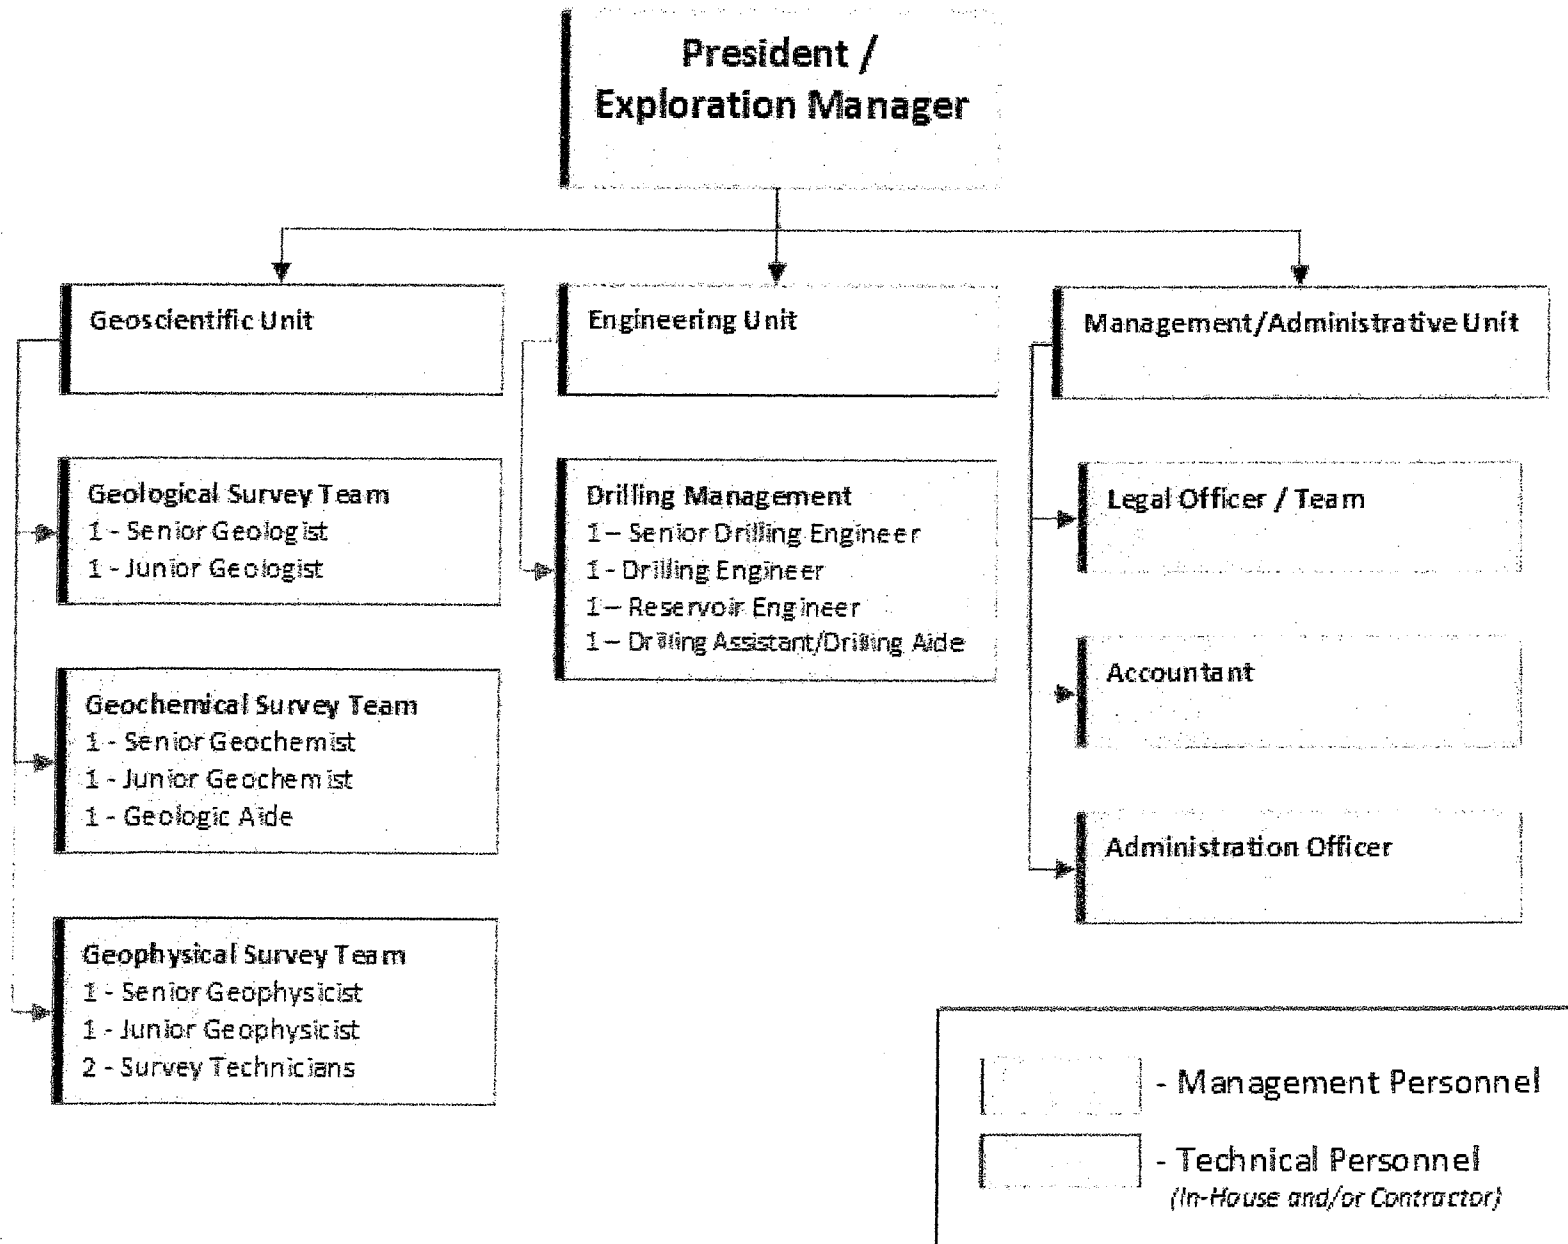 President /
Exploration Manager
Geoscientific Unit
Geological Survey Team
1 - Senior Geologist
1 - Junior Geologist
Geochemical Survey Team
1 - Senior Geochemist
1 - Junior Geochemist
1 - Geologic Aide
Geophysical Survey Team
1 - Senior Geophysicist
1 - Junior Geophysicist
2 - Survey Technicians
Engineering Unit
Drilling Management
1 – Senior Drilling Engineer
1 - Drilling Engineer
1 – Reservoir Engineer
1 – Drilling Assistant/Drilling Aide
Management/Administrative Unit
Legal Officer / Team
Accountant
Administration Officer
- Management Personnel
- Technical Personnel
(In-House and/or Contractor)